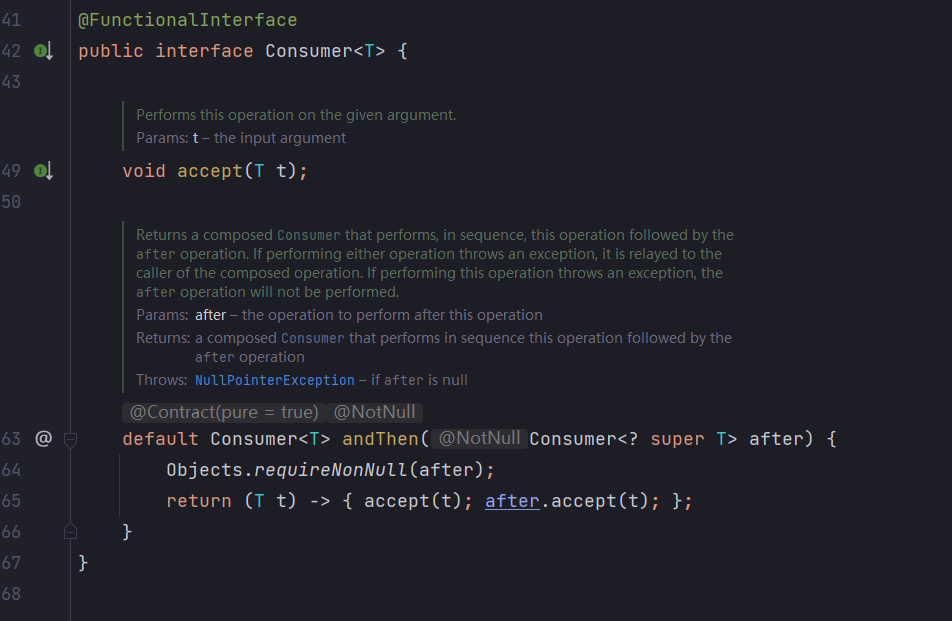 41 @FunctionalInterface
42 public interface Consumer<T> {
43
Performs this operation on the given argument.
Params: t – the input argument
49 void accept(T t);
50
Returns a composed Consumer that performs, in sequence, this operation followed by the
after operation. If performing either operation throws an exception, it is relayed to the
caller of the composed operation. If performing this operation throws an exception, the
after operation will not be performed.
Params: after – the operation to perform after this operation
Returns: a composed Consumer that performs in sequence this operation followed by the
after operation
Throws: NullPointerException – if after is null
@Contract(pure = true) @NotNull
63 @ default Consumer<T> andThen( @NotNull Consumer<? super T> after) {
64 Objects.requireNonNull(after);
65 return (T t) -> { accept(t); after.accept(t); };
66 }
67 }
68